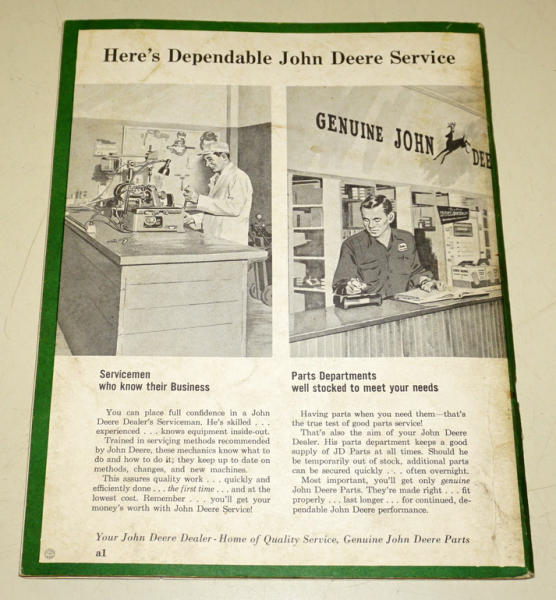 Here's Dependable John Deere Service
GENUINE JOHN DEE
Servicemen
who know their Business
You can place full confidence in a John
Deere Dealer's Serviceman. He's skilled . . .
experienced . . . knows equipment inside-out.
Trained in servicing methods recommended
by John Deere, these mechanics know what to
do and how to do it; they keep up to date on
methods, changes, and new machines.
This assures quality work . . . quickly and
efficiently done . . . the first time . . . and at the
lowest cost. Remember . . . you'll get your
money's worth with John Deere Service!
Parts Departments
well stocked to meet your needs
Having parts when you need them—that's
the true test of good parts service!
That's also the aim of your John Deere
Dealer. His parts department keeps a good
supply of JD Parts at all times. Should he
be temporarily out of stock, additional parts
can be secured quickly . . . often overnight.
Most important, you'll get only genuine
John Deere Parts. They're made right . . . fit
properly . . . last longer . . . for continued, de-
pendable John Deere performance.
Your John Deere Dealer - Home of Quality Service, Genuine John Deere Parts
a1